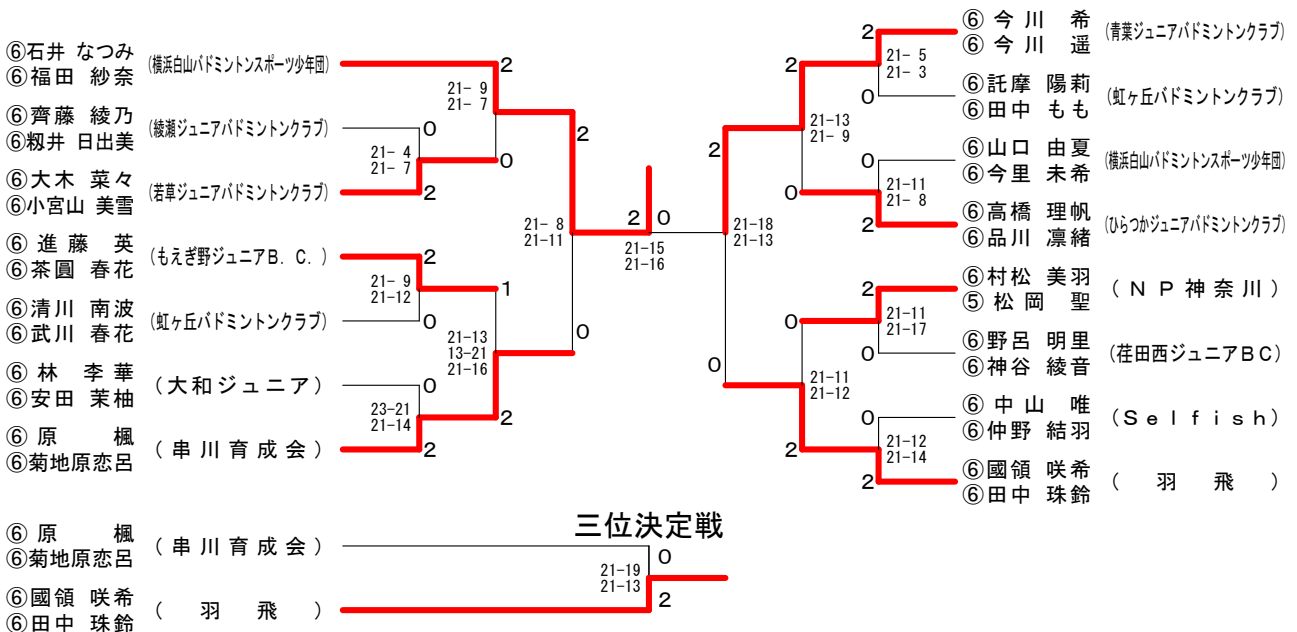 ⑥石井 なつみ
⑥福田 紗奈
(横浜白山バドミントンスポーツ少年団)
2
21- 9
21- 7
⑥齊藤 綾乃
⑥籾井 日出美
(綾瀬ジュニアバドミントンクラブ)
0
21- 4
21- 7
0
⑥大木 菜々
⑥小宮山 美雪
(若草ジュニアバドミントンクラブ)
2
2
21- 8
21-11
⑥進藤 英
⑥茶圓 春花
(もえぎ野ジュニアB.C.)
2
21- 9
21-12
1
⑥清川 南波
⑥武川 春花
(虹ヶ丘バドミントンクラブ)
0
21-13
13-21
21-16
0
⑥林 李華
⑥安田 茉柚
(大和ジュニア)
0
23-21
21-14
2
⑥原 楓
⑥菊地原恋呂
(串川育成会)
2
2 0
21-15
21-16
2
⑥今川 希
⑥今川 遥
(青葉ジュニアバドミントンクラブ)
2
21- 5
21- 3
0
⑥託摩 陽莉
⑥田中 もも
(虹ヶ丘バドミントンクラブ)
2
21-13
21- 9
0
⑥山口 由夏
⑥今里 未希
(横浜白山バドミントンスポーツ少年団)
0
21-11
21- 8
2
⑥高橋 理帆
⑥品川 凛緒
(ひらつかジュニアバドミントンクラブ)
21-18
21-13
0
⑥村松 美羽
⑤松岡 聖
(NP神奈川)
2
21-11
21-17
0
⑥野呂 明里
⑥神谷 綾音
(荏田西ジュニアBC)
0
21-11
21-12
2
⑥中山 唯
⑥仲野 結羽
(Selfish)
0
21-12
21-14
2
⑥國領 咲希
⑥田中 珠鈴
(羽飛)
三位決定戦
⑥原 楓
⑥菊地原恋呂
(串川育成会)
0
21-19
21-13
2
⑥國領 咲希
⑥田中 珠鈴
(羽飛)